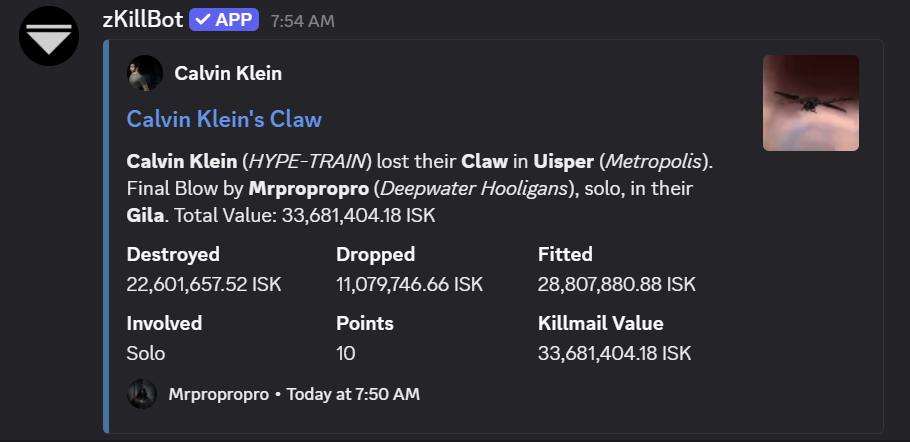 zKillBot ✓ APP 7:54 AM
Calvin Klein
Calvin Klein's Claw
Calvin Klein (HYPE-TRAIN) lost their Claw in Uisper (Metropolis).
Final Blow by Mrpropropro (Deepwater Hooligans), solo, in their
Gila. Total Value: 33,681,404.18 ISK
Destroyed Dropped Fitted
22,601,657.52 ISK 11,079,746.66 ISK 28,807,880.88 ISK
Involved Points Killmail Value
Solo 10 33,681,404.18 ISK
Mrpropropro • Today at 7:50 AM